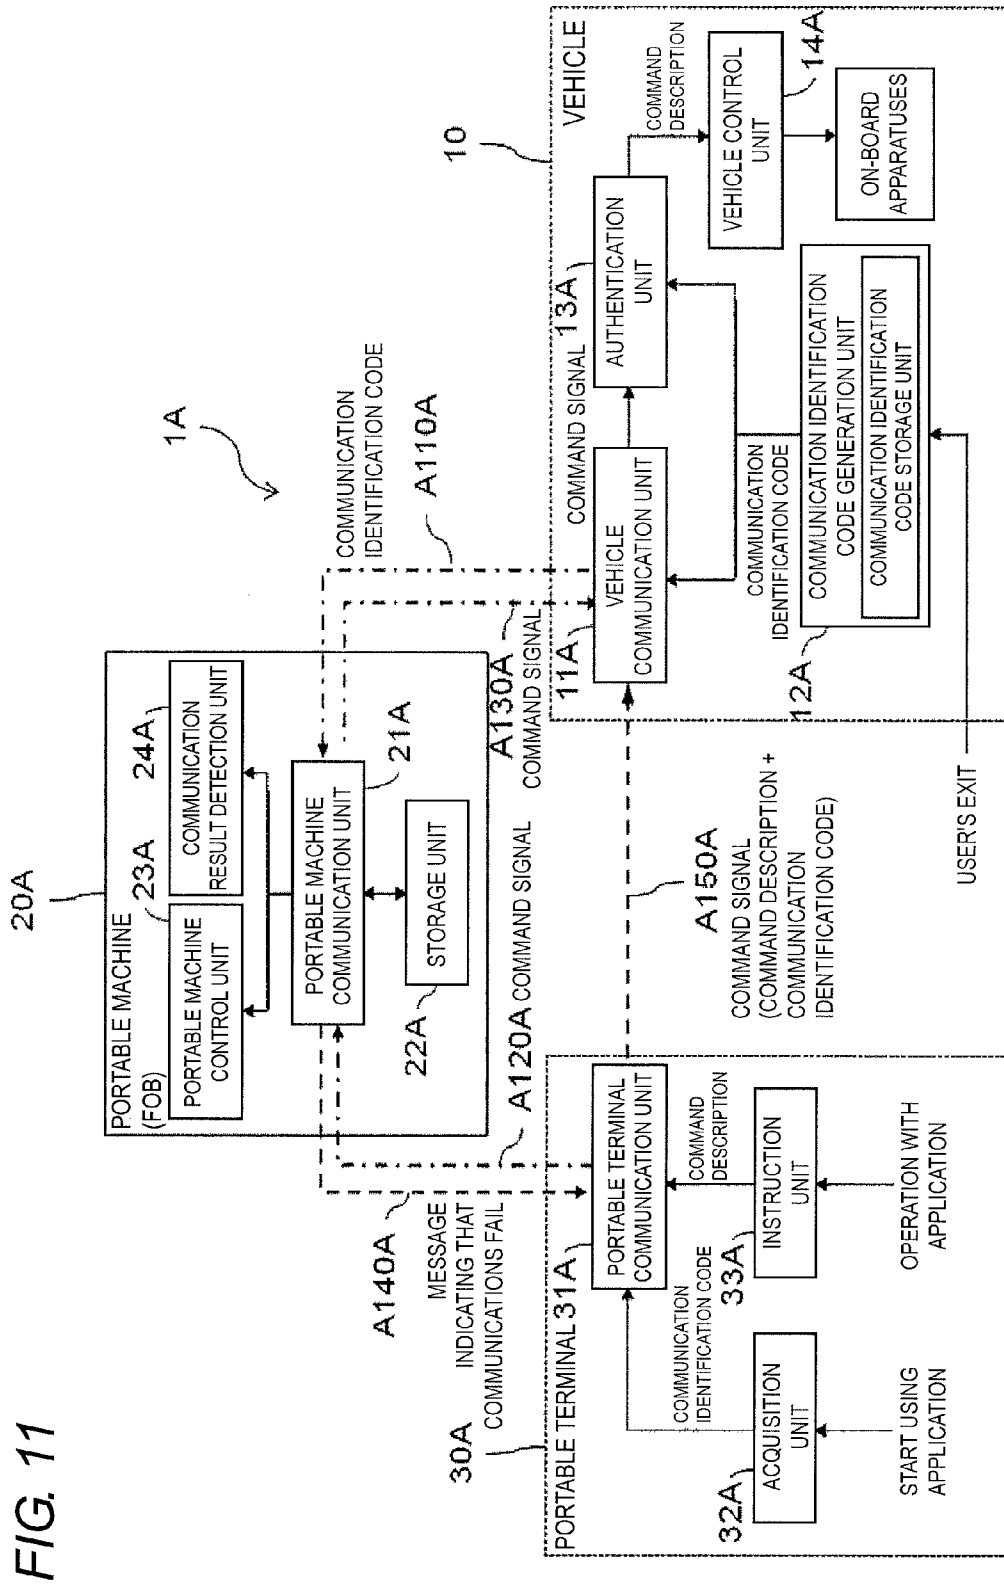 FIG. 11
1A
20A
PORTABLE MACHINE
(FOB)
23A
24A
PORTABLE MACHINE
CONTROL UNIT
COMMUNICATION
RESULT DETECTION UNIT
PORTABLE MACHINE
COMMUNICATION UNIT
21A
22A
STORAGE UNIT
A140A
MESSAGE
INDICATING THAT
COMMUNICATIONS FAIL
A120A COMMAND SIGNAL
A130A
COMMAND SIGNAL
COMMUNICATION
IDENTIFICATION CODE
A110A
30A
PORTABLE TERMINAL
31A
PORTABLE TERMINAL
COMMUNICATION UNIT
COMMUNICATION
IDENTIFICATION CODE
COMMAND
DESCRIPTION
32A
ACQUISITION
UNIT
33A
INSTRUCTION
UNIT
START USING
APPLICATION
OPERATION WITH
APPLICATION
A150A
COMMAND SIGNAL
(COMMAND DESCRIPTION +
COMMUNICATION
IDENTIFICATION CODE)
10
VEHICLE
11A
VEHICLE
COMMUNICATION UNIT
COMMAND SIGNAL
13A
AUTHENTICATION
UNIT
COMMAND
DESCRIPTION
VEHICLE CONTROL
UNIT
14A
ON-BOARD
APPARATUSES
COMMUNICATION
IDENTIFICATION CODE
12A
COMMUNICATION IDENTIFICATION
CODE GENERATION UNIT
COMMUNICATION IDENTIFICATION
CODE STORAGE UNIT
USER'S EXIT